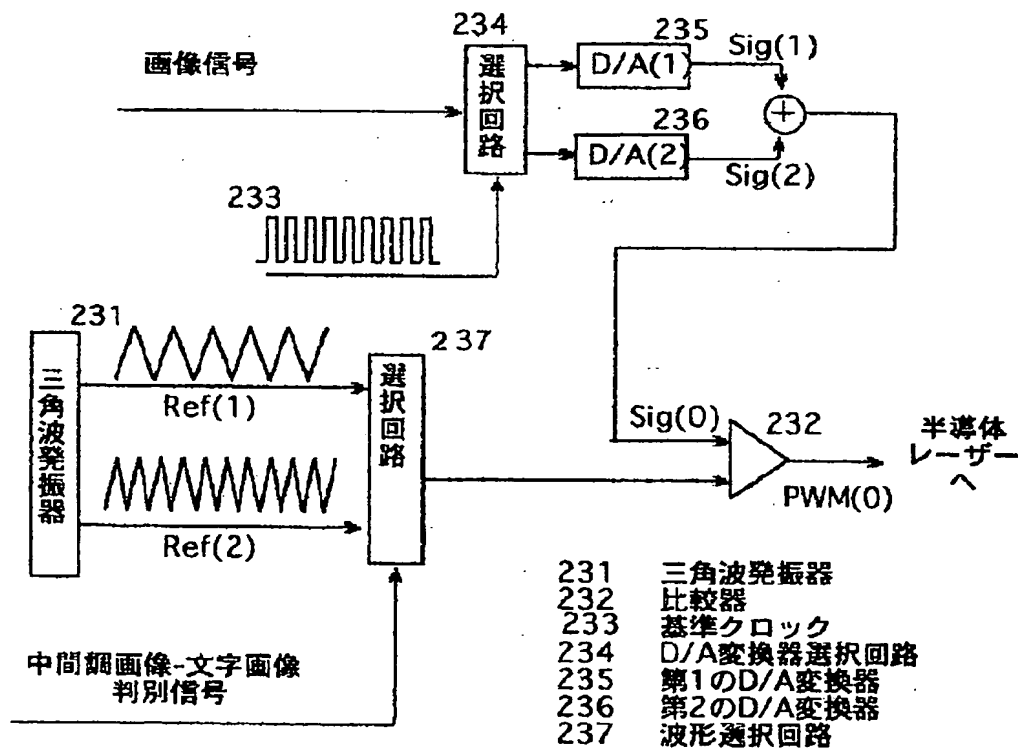 234
235
Sig(1)
画像信号
選択回路
D/A(1)
236
D/A(2)
Sig(2)
233
231
三角波発振器
Ref(1)
Ref(2)
237
選択回路
Sig(0)
232
PWM(0)
半導体
レーザー
へ
中間調画像-文字画像
判別信号
231 三角波発振器
232 比較器
233 基準クロック
234 D/A変換器選択回路
235 第1のD/A変換器
236 第2のD/A変換器
237 波形選択回路